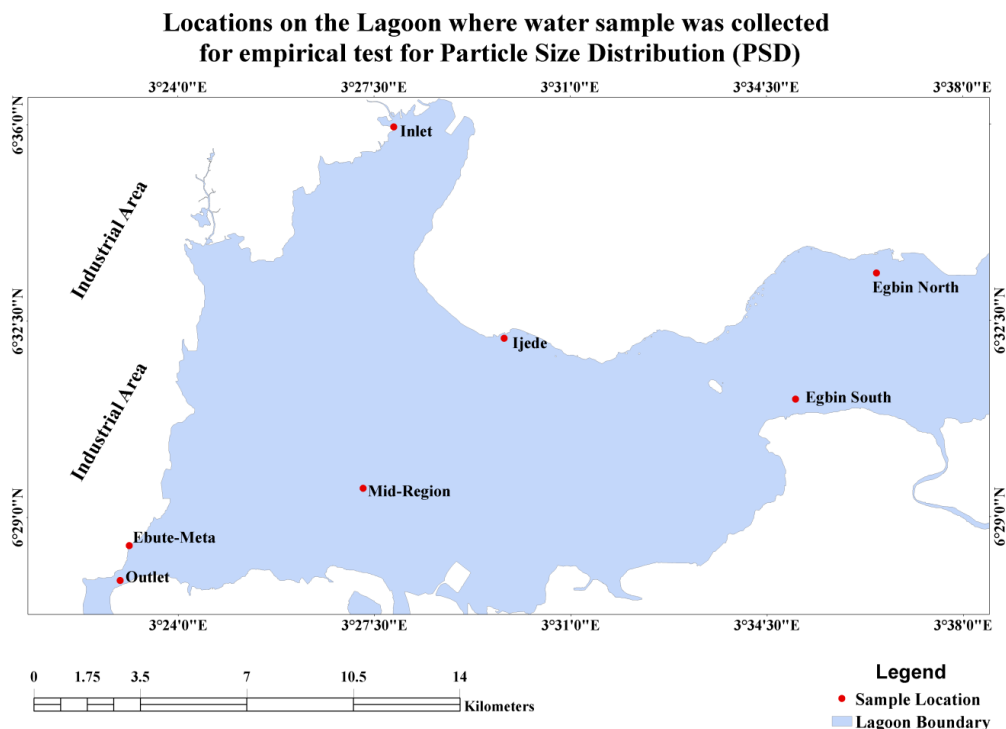 Locations on the Lagoon where water sample was collected
for empirical test for Particle Size Distribution (PSD)
3°24'0"E
3°27'30"E
3°31'0"E
3°34'30"E
3°38'0"E
6°36'0"N
6°36'0"N
Inlet
Industrial Area
Egbin North
6°32'30"N
6°32'30"N
Ijede
Industrial Area
Egbin South
Mid-Region
6°29'0"N
6°29'0"N
Ebute-Meta
Outlet
3°24'0"E
3°27'30"E
3°31'0"E
3°34'30"E
3°38'0"E
0 1.75 3.5 7 10.5 14
Kilometers
Legend
Sample Location
Lagoon Boundary